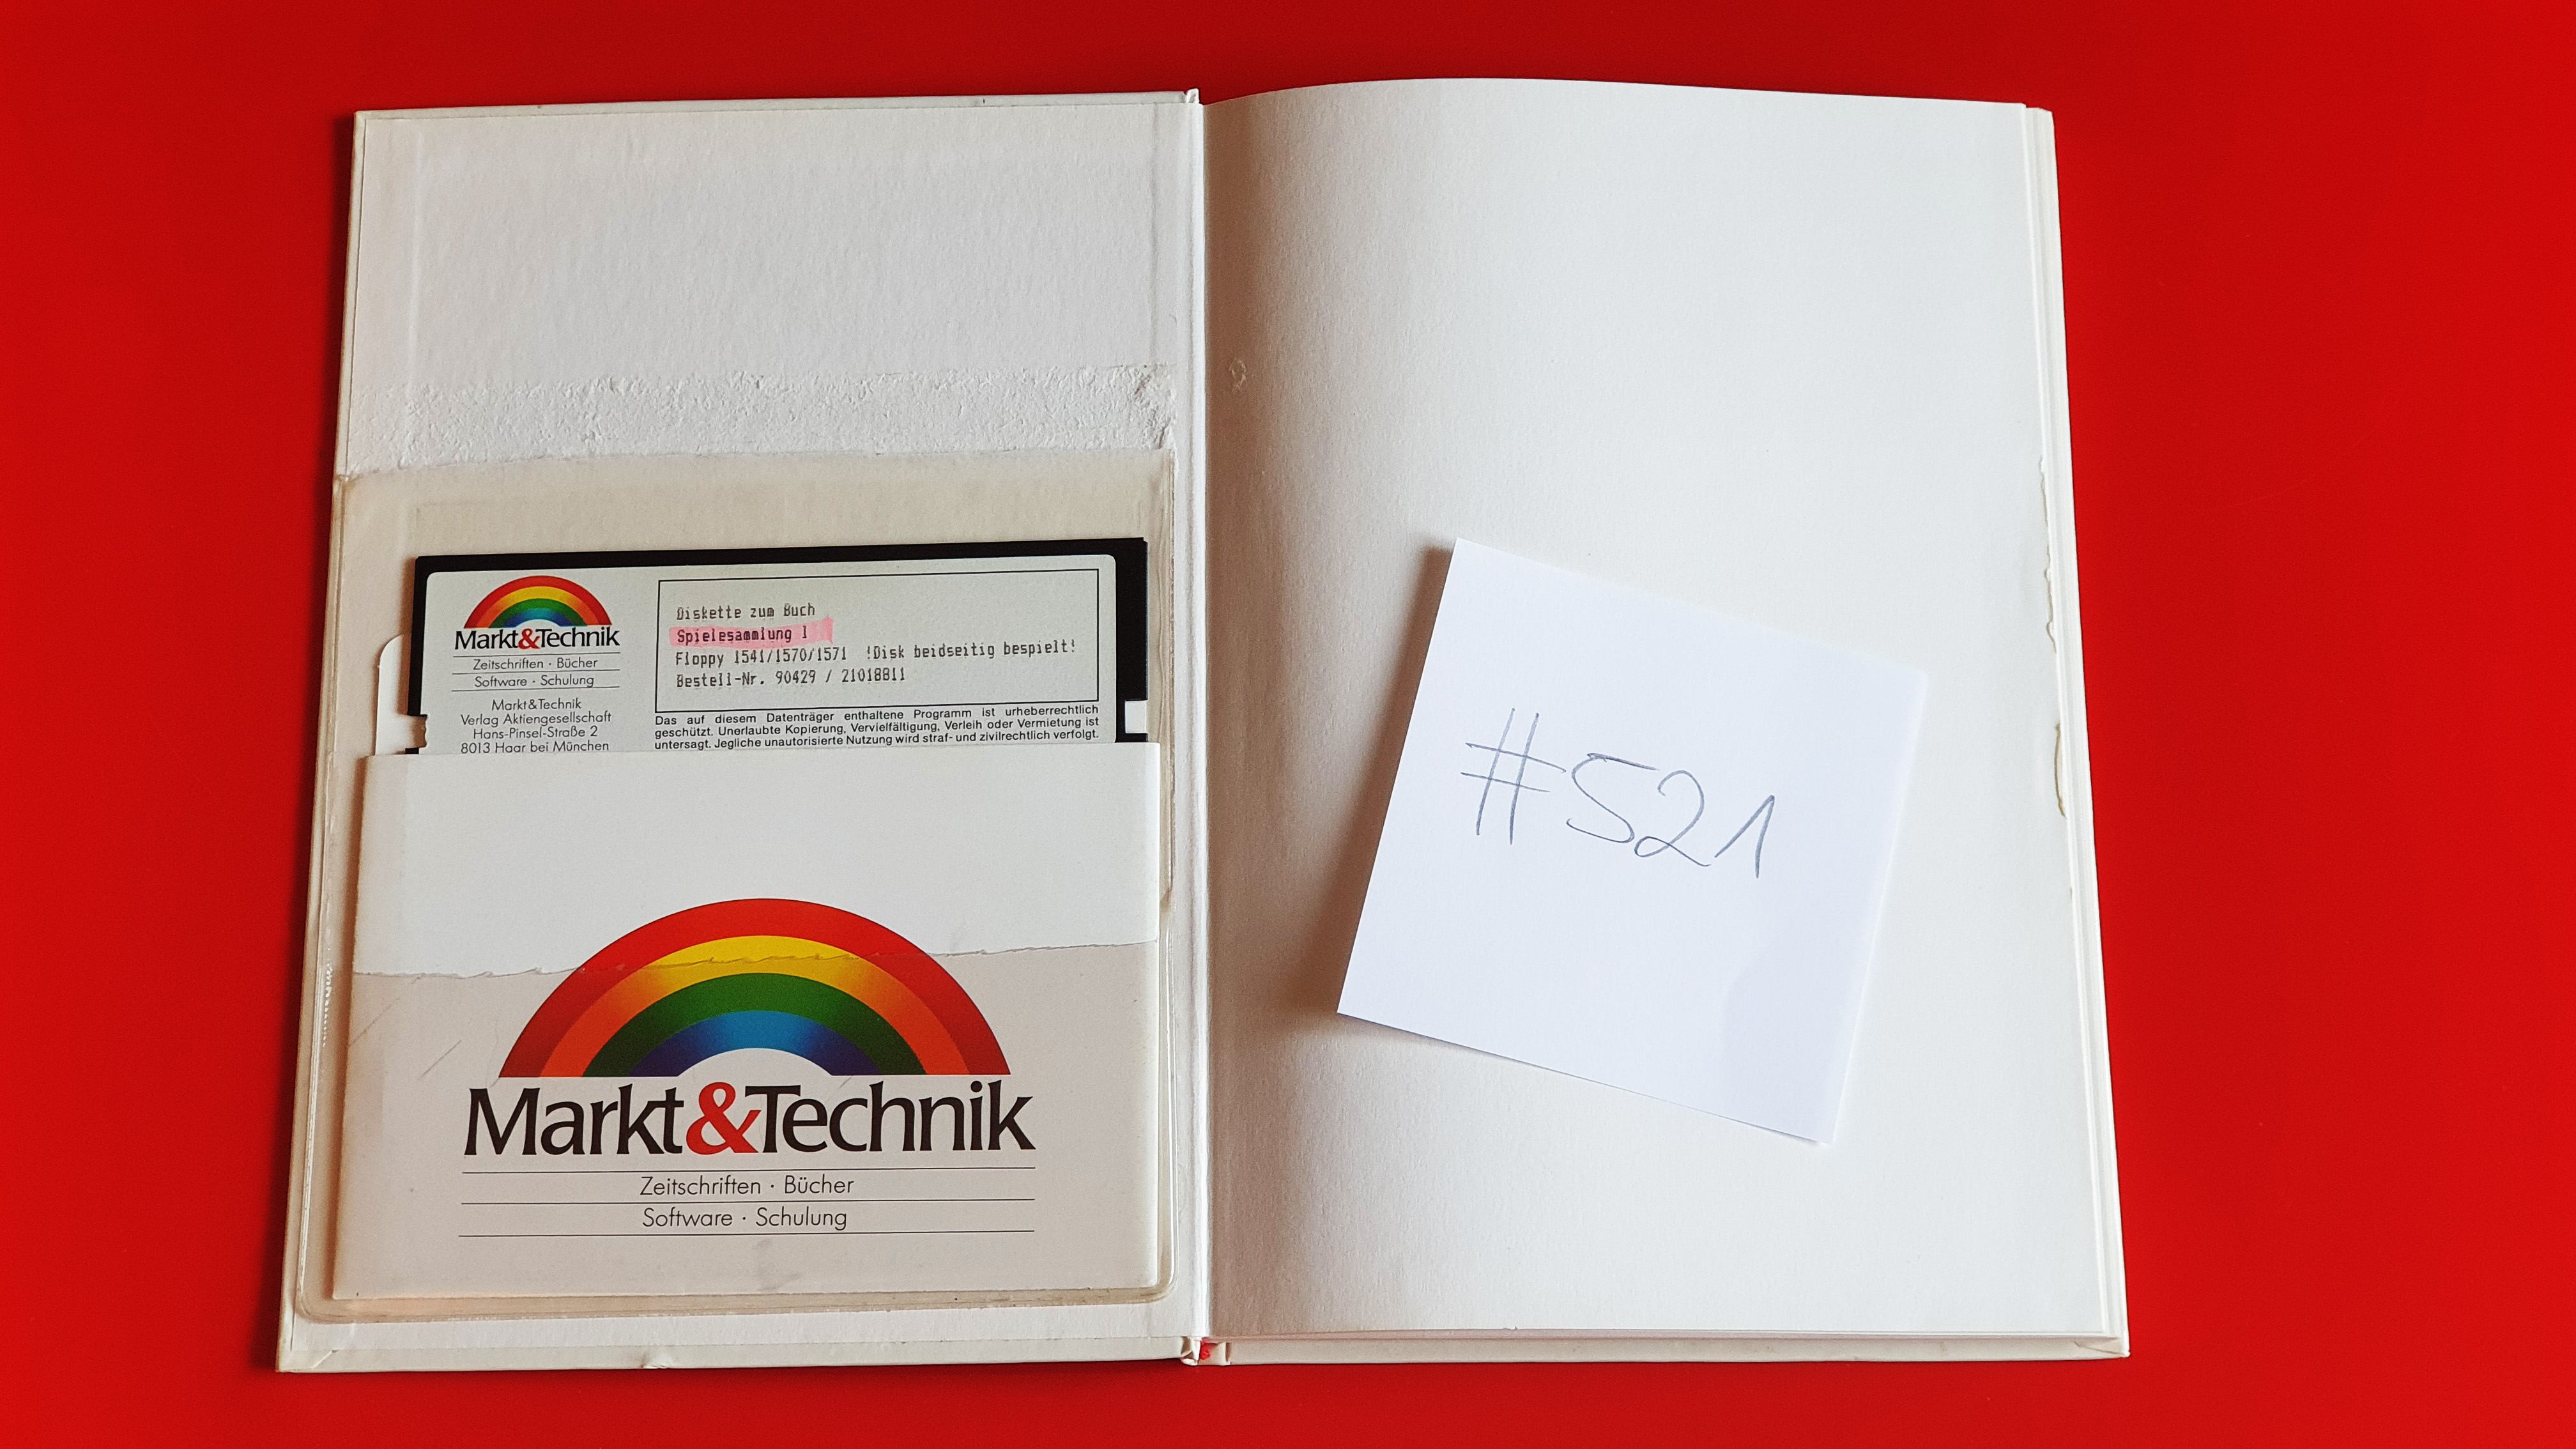 Markt&Technik
Zeitschriften · Bücher
Software · Schulung
Markt&Technik
Verlag Aktiengesellschaft
Hans-Pinsel-Straße 2
8013 Haar bei München
Diskette zum Buch
Spielesammlung 1
Floppy 1541/1570/1571 !Disk beidseitig bespielt!
Bestell-Nr. 90429 / 21018811
Das auf diesem Datenträger enthaltene Programm ist urheberrechtlich
geschützt. Unerlaubte Kopierung, Vervielfältigung, Verleih oder Vermietung ist
untersagt. Jegliche unautorisierte Nutzung wird straf- und zivilrechtlich verfolgt.
Markt&Technik
Zeitschriften · Bücher
Software · Schulung
#521